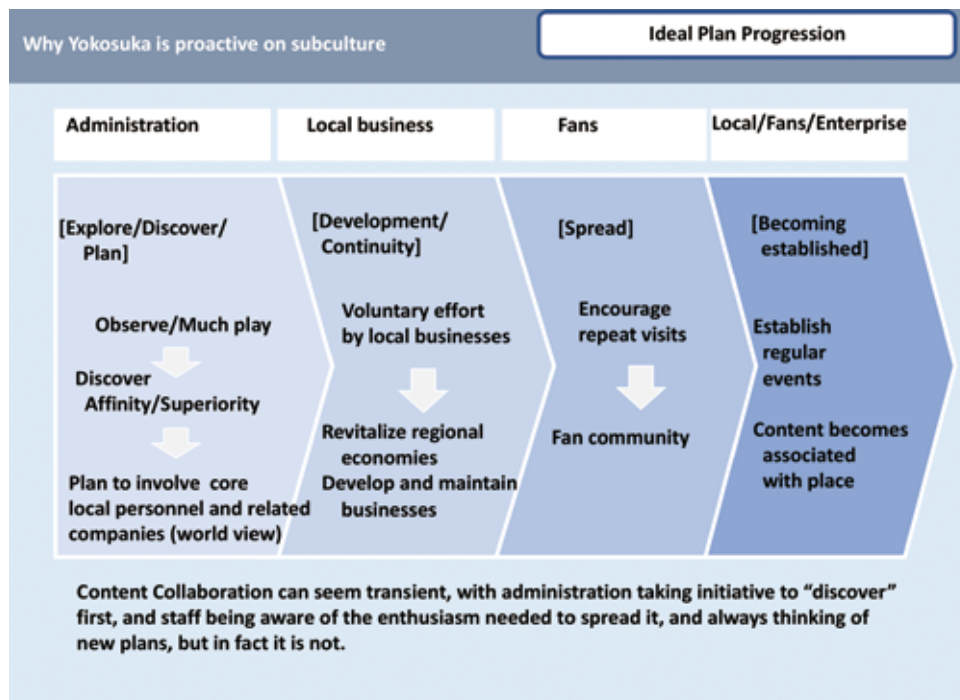 Why Yokosuka is proactive on subculture
Ideal Plan Progression
Administration
Local business
Fans
Local/Fans/Enterprise
[Explore/Discover/
Plan]
Observe/Much play
Discover
Affinity/Superiority
Plan to involve core
local personnel and related
companies (world view)
[Development/
Continuity]
Voluntary effort
by local businesses
Revitalize regional
economies
Develop and maintain
businesses
[Spread]
Encourage
repeat visits
Fan community
[Becoming
established]
Establish
regular
events
Content becomes
associated
with place
Content Collaboration can seem transient, with administration taking initiative to “discover”
first, and staff being aware of the enthusiasm needed to spread it, and always thinking of
new plans, but in fact it is not.